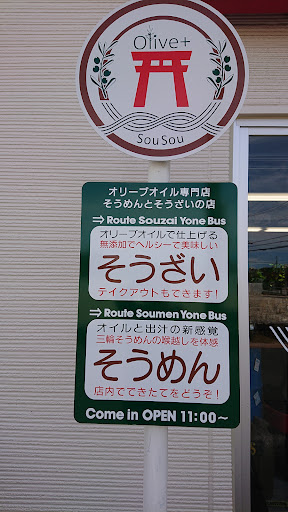 Olive+
SouSou
オリーブオイル専門店
そうめんとそうざいの店
⇒ Route Souzai Yone Bus
オリーブオイルで仕上げる
無添加でヘルシーで美味しい
そうざい
テイクアウトもできます!
⇒ Route Soumen Yone Bus
オイルと出汁の新感覚
三輪そうめんの喉越しを体感
そうめん
店内でできたてをどうぞ!
Come in OPEN 11:00~